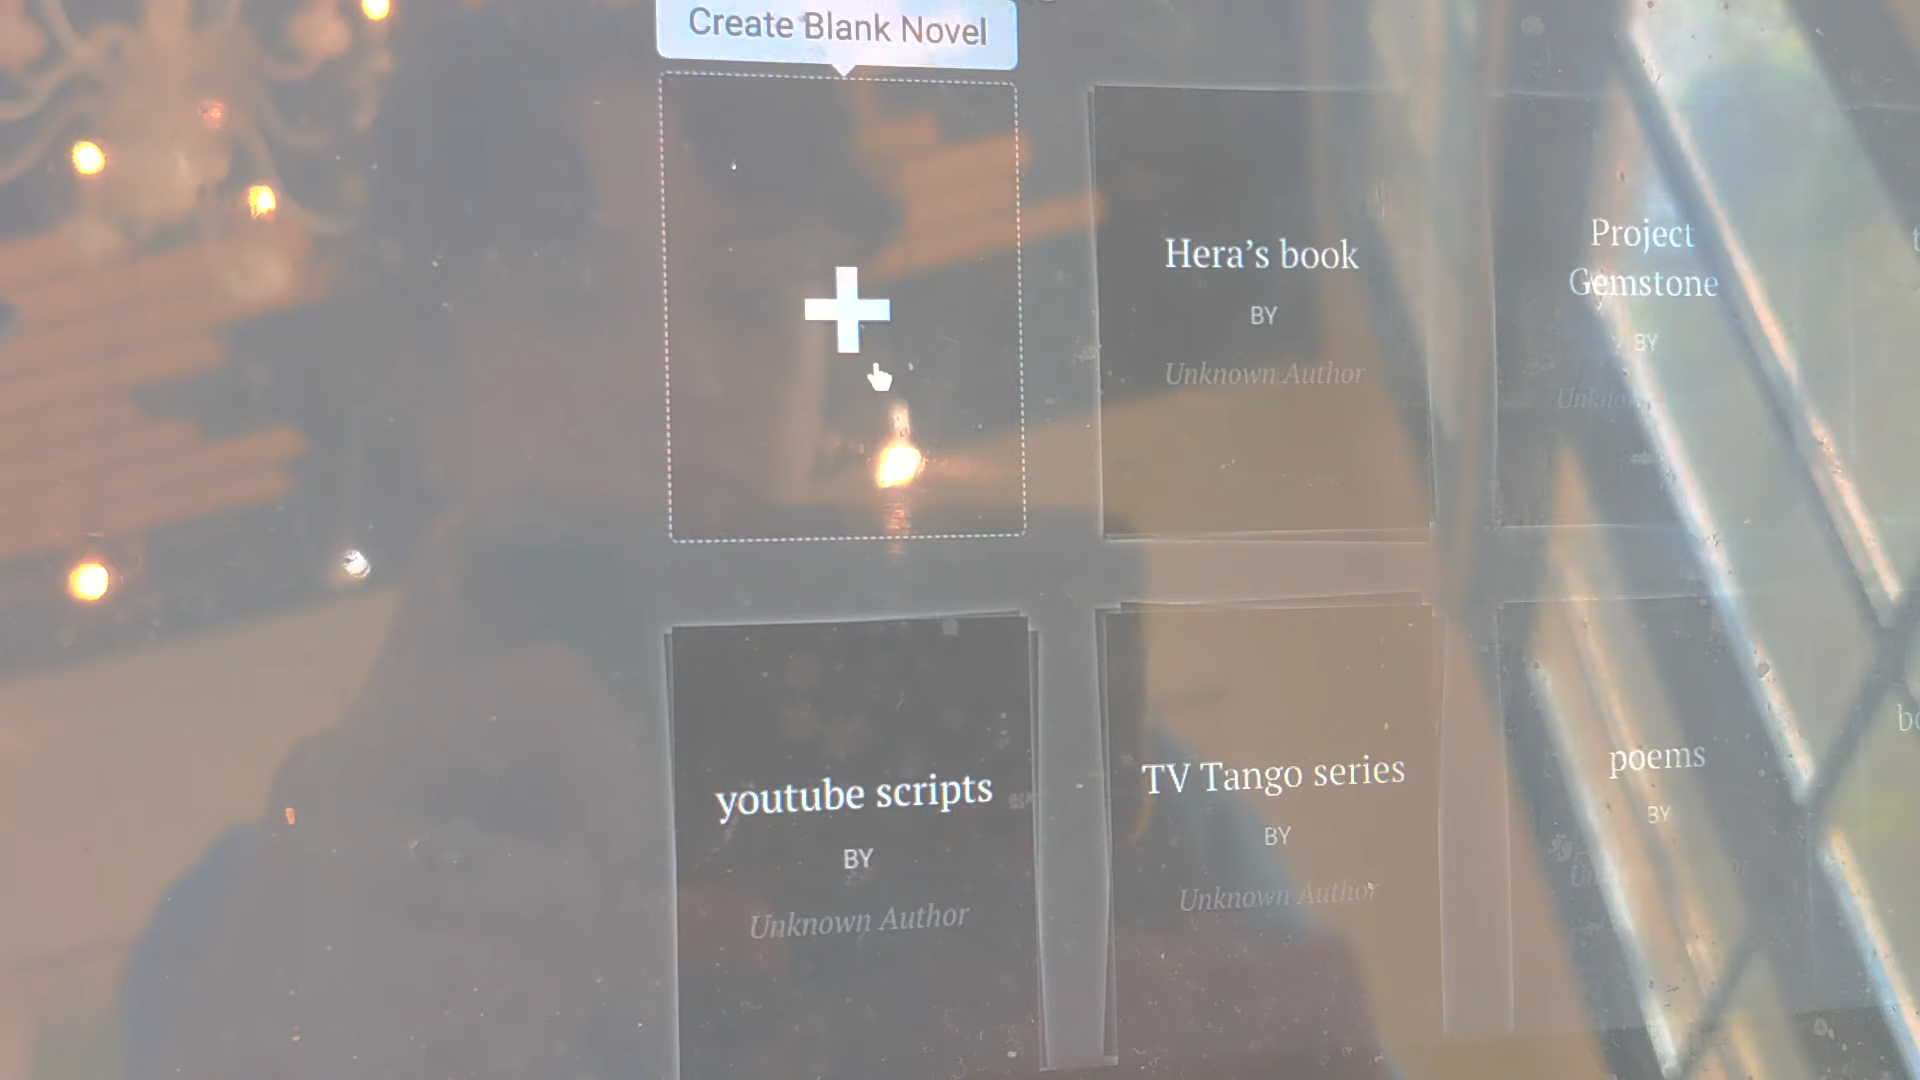 Create Blank Novel
Hera's book
BY
Unknown Author
Project
Gemstone
BY
youtube scripts
BY
Unknown Author
TV Tango series
BY
Unknown Author
poems
BY